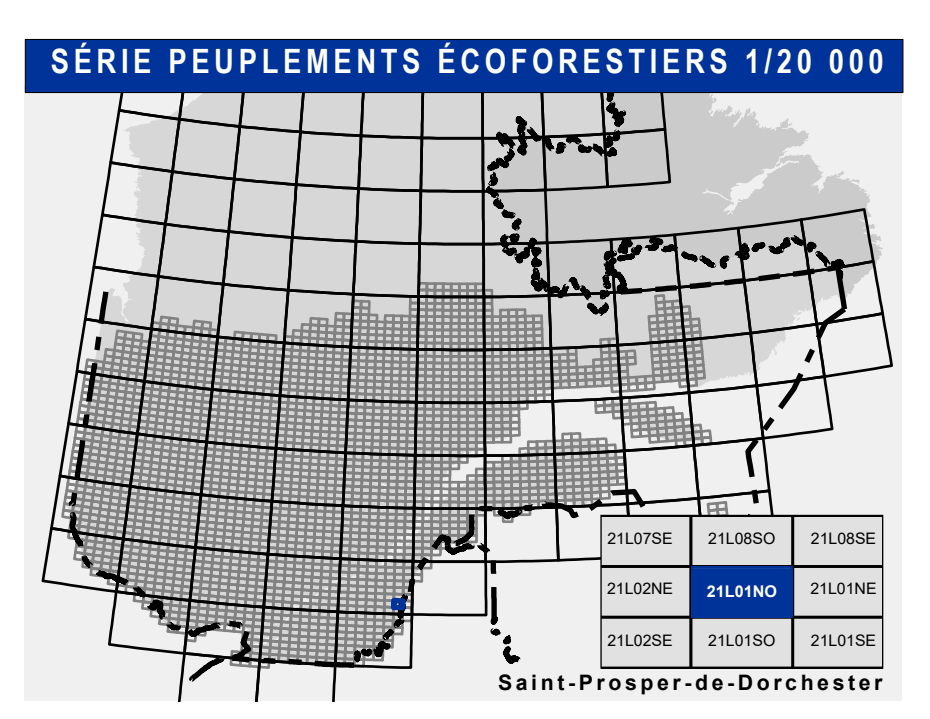 SÉRIE PEUPLEMENTS ÉCOFORESTIERS 1/20 000
21L07SE 21L08SO 21L08SE
21L02NE 21L01NO 21L01NE
21L02SE 21L01SO 21L01SE
Saint-Prosper-de-Dorchester